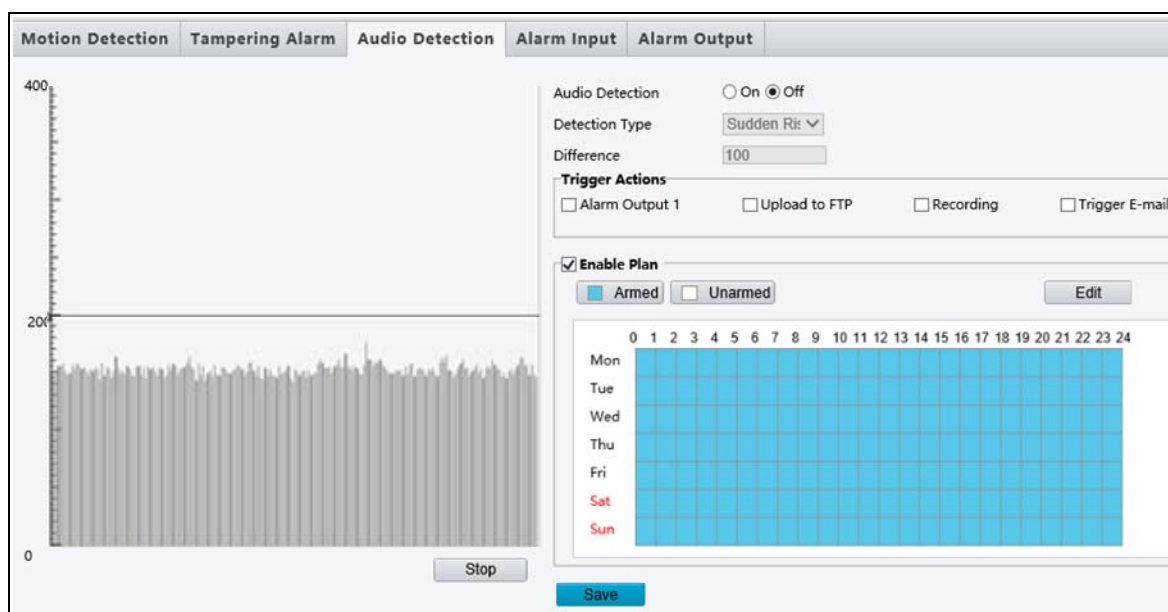 Motion Detection Tampering Alarm Audio Detection Alarm Input Alarm Output
400
200
0
Stop
Audio Detection On Off
Detection Type Sudden Ris
Difference 100
Trigger Actions
Alarm Output 1 Upload to FTP Recording Trigger E-mail
Enable Plan
Armed Unarmed Edit
0 1 2 3 4 5 6 7 8 9 10 11 12 13 14 15 16 17 18 19 20 21 22 23 24
Mon
Tue
Wed
Thu
Fri
Sat
Sun
Save